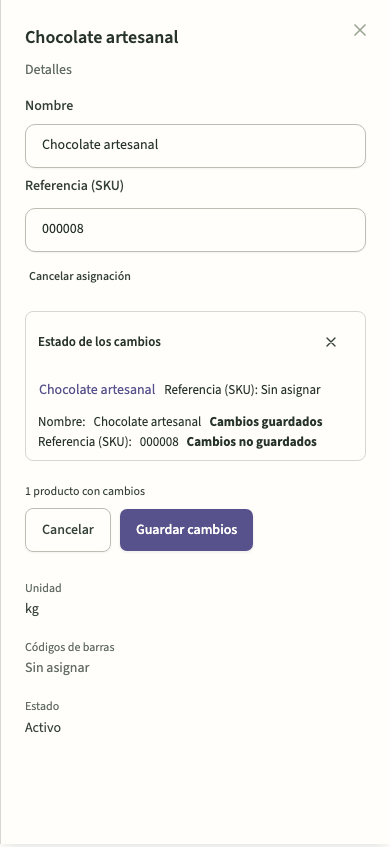 Chocolate artesanal
Detalles
Nombre
Chocolate artesanal
Referencia (SKU)
000008
Cancelar asignación
Estado de los cambios
Chocolate artesanal Referencia (SKU): Sin asignar
Nombre: Chocolate artesanal Cambios guardados
Referencia (SKU): 000008 Cambios no guardados
1 producto con cambios
Cancelar Guardar cambios
Unidad
kg
Códigos de barras
Sin asignar
Estado
Activo